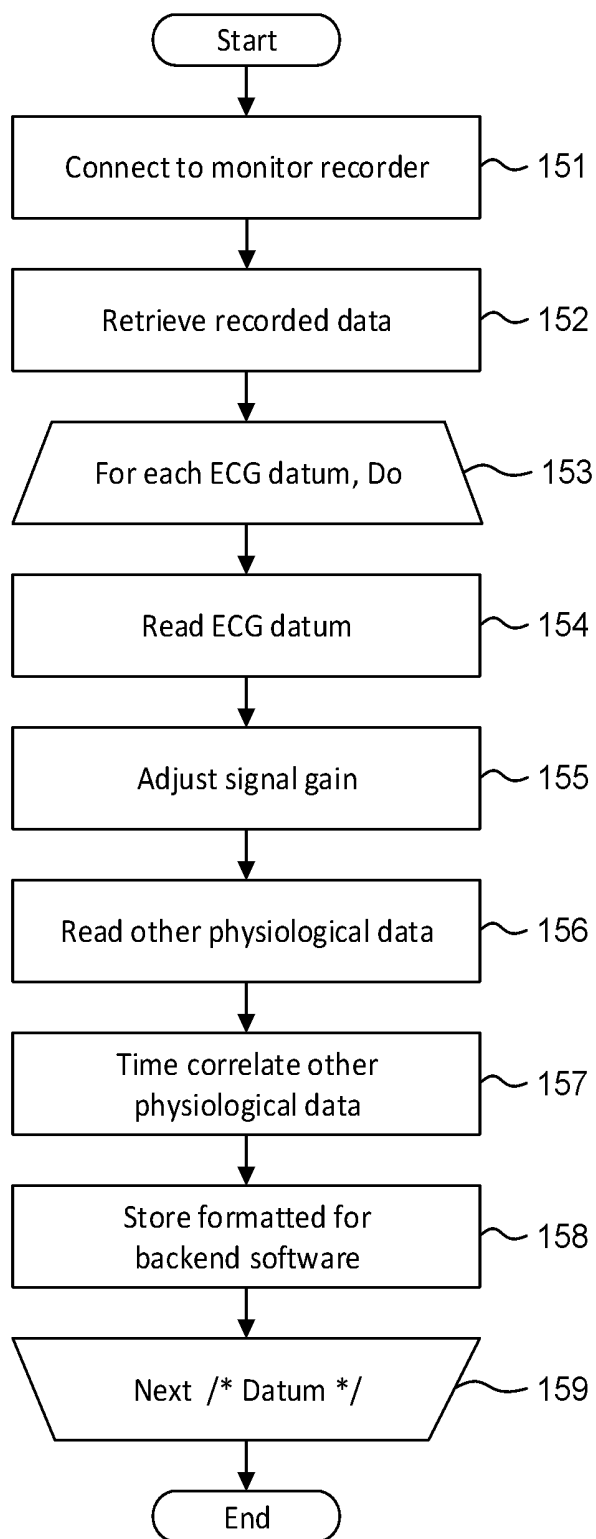 Start
Connect to monitor recorder
151
Retrieve recorded data
152
For each ECG datum, Do
153
Read ECG datum
154
Adjust signal gain
155
Read other physiological data
156
Time correlate other
physiological data
157
Store formatted for
backend software
158
Next /* Datum */
159
End